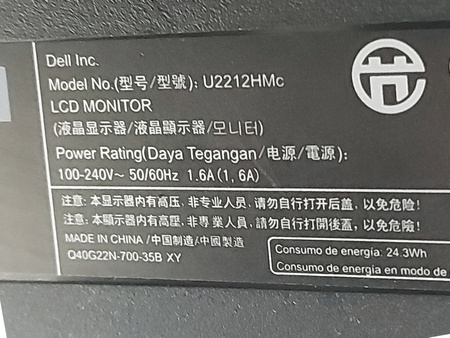 Dell Inc.
Model No.(型号/型號): U2212HMc
LCD MONITOR
(液晶显示器/液晶顯示器/모니터)
Power Rating(Daya Tegangan/电源/電源):
100-240V~ 50/60Hz 1.6A(1,6A)
注意: 本显示器内有高压, 非专业人员, 请勿自行打开后盖, 以免危险!
注意: 本顯示器内有高壓, 非專業人員, 請勿自行打開後蓋, 以免危險!
MADE IN CHINA /中国制造/中國製造
Q40G22N-700-35B XY
Consumo de energía: 24.3Wh
Consumo de energía en modo de